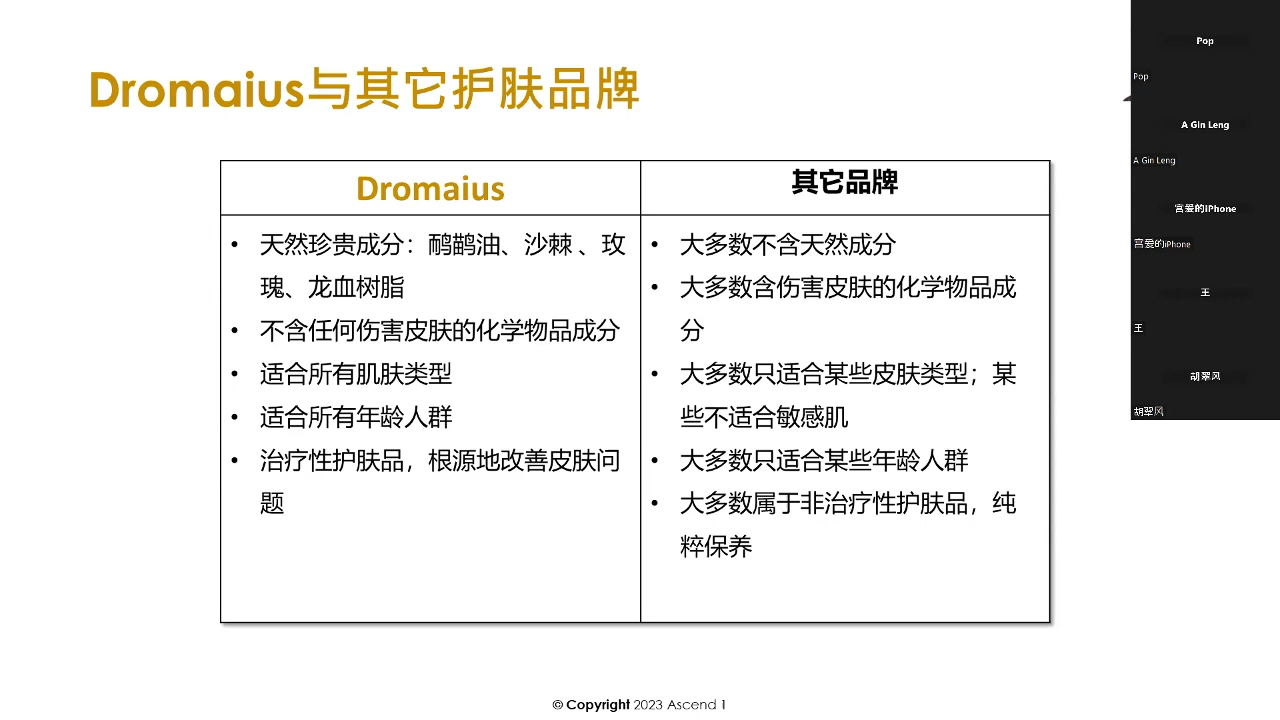 Dromaius与其它护肤品牌
Dromaius
• 天然珍贵成分：鸸鹋油、沙棘 、玫
瑰、龙血树脂
• 不含任何伤害皮肤的化学物品成分
• 适合所有肌肤类型
• 适合所有年龄人群
• 治疗性护肤品，根源地改善皮肤问
题
其它品牌
• 大多数不含天然成分
• 大多数含伤害皮肤的化学物品成
分
• 大多数只适合某些皮肤类型；某
些不适合敏感肌
• 大多数只适合某些年龄人群
• 大多数属于非治疗性护肤品，纯
粹保养
© Copyright 2023 Ascend 1
Pop
Pop
A Gin Leng
A Gin Leng
宫爱的iPhone
宫爱的iPhone
王
王
胡翠风
胡翠风